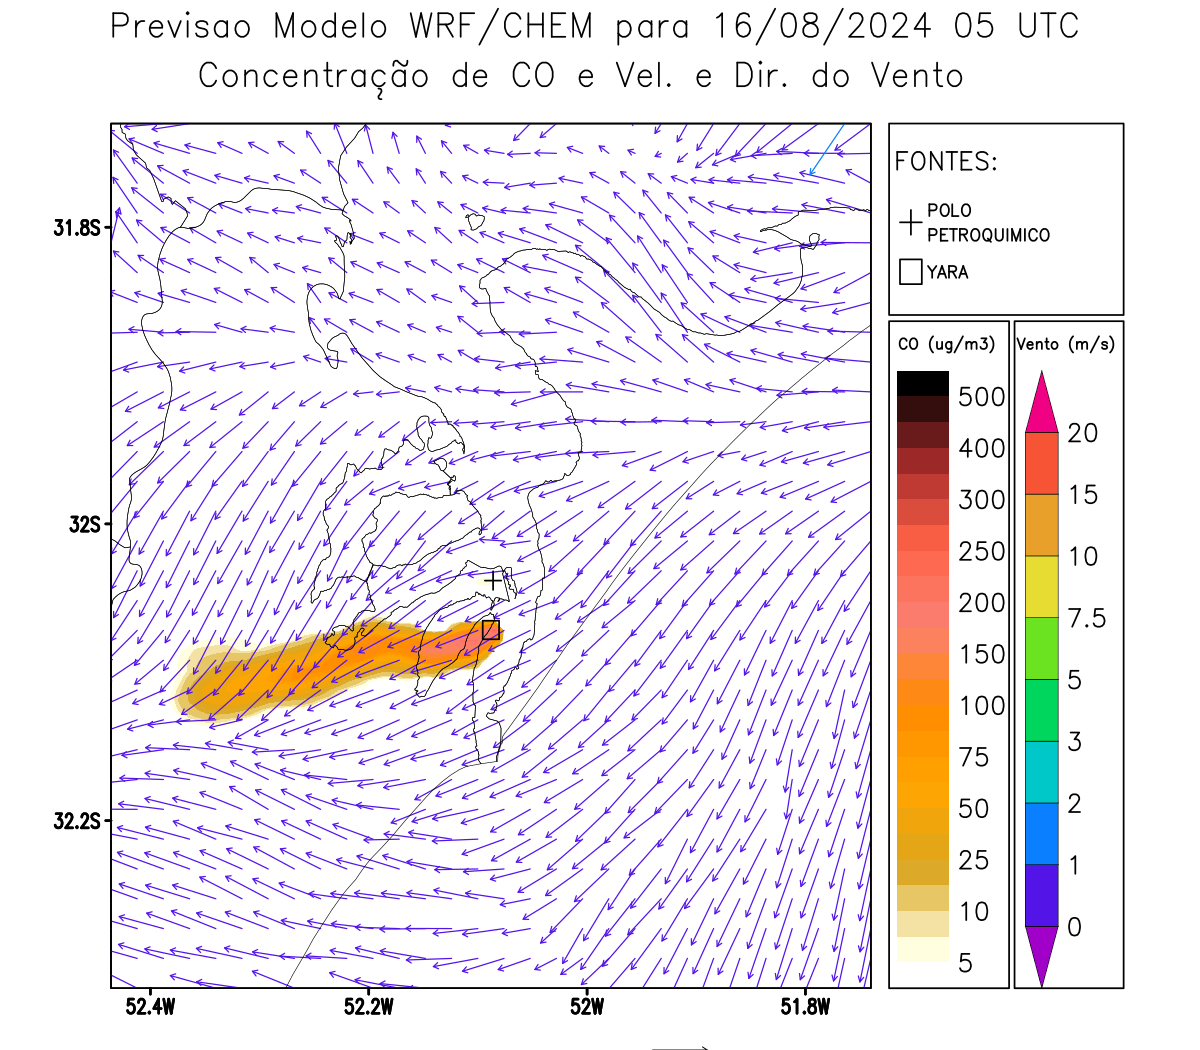 Previsao Modelo WRF/CHEM para 16/08/2024 05 UTC
Concentração de CO e Vel. e Dir. do Vento
FONTES:
POLO
PETROQUIMICO
YARA
CO (ug/m3)
500
400
300
250
200
150
100
75
50
25
10
5
Vento (m/s)
20
15
10
7.5
5
3
2
1
0
31.8S
32S
32.2S
52.4W
52.2W
52W
51.8W